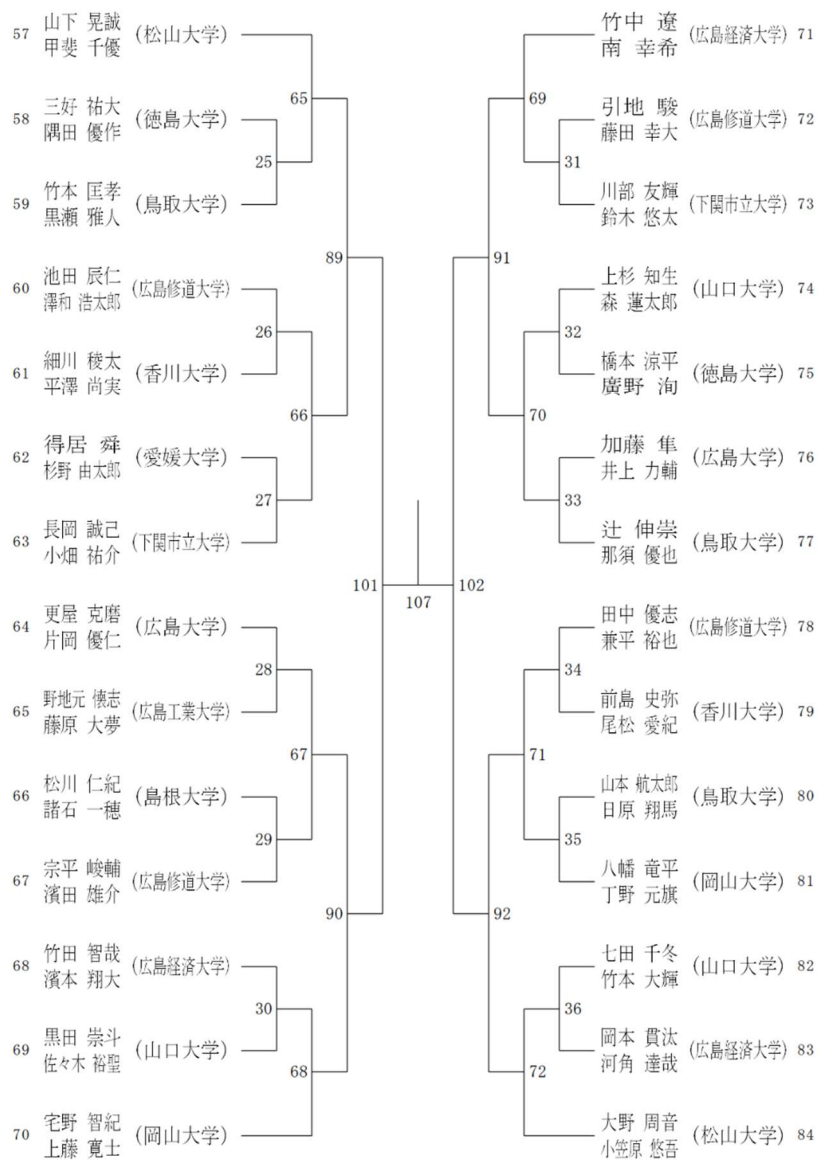 57 山下 晃誠 (松山大学)
甲斐 千優
58 三好 祐大 (徳島大学)
隅田 優作
59 竹本 匡孝 (鳥取大学)
黒瀬 雅人
60 池田 辰仁 (広島修道大学)
澤和 浩太郎
61 細川 稜太 (香川大学)
平澤 尚実
62 得居 舜 (愛媛大学)
杉野 由太郎
63 長岡 誠己 (下関市立大学)
小畑 祐介
64 更屋 克磨 (広島大学)
片岡 優仁
65 野地元 懐志 (広島工業大学)
藤原 大夢
66 松川 仁紀 (島根大学)
諸石 一穂
67 宗平 峻輔 (広島修道大学)
濱田 雄介
68 竹田 智哉 (広島経済大学)
濱本 翔大
69 黒田 崇斗 (山口大学)
佐々木 裕聖
70 宅野 智紀 (岡山大学)
上藤 寛士
65
25
89
26
66
27
101
28
67
29
90
30
68
107
102
69
31
91
32
70
33
34
71
35
92
36
72
竹中 遼 (広島経済大学) 71
南 幸希
引地 駿 (広島修道大学) 72
藤田 幸大
川部 友輝 (下関市立大学) 73
鈴木 悠太
上杉 知生 (山口大学) 74
森 蓮太郎
橋本 涼平 (徳島大学) 75
廣野 洵
加藤 隼 (広島大学) 76
井上 力輔
辻 伸崇 (鳥取大学) 77
那須 優也
田中 優志 (広島修道大学) 78
兼平 裕也
前島 史弥 (香川大学) 79
尾松 愛紀
山本 航太郎 (鳥取大学) 80
日原 翔馬
八幡 竜平 (岡山大学) 81
丁野 元旗
七田 千冬 (山口大学) 82
竹本 大輝
岡本 貫汰 (広島経済大学) 83
河角 達哉
大野 周音 (松山大学) 84
小笠原 悠吾